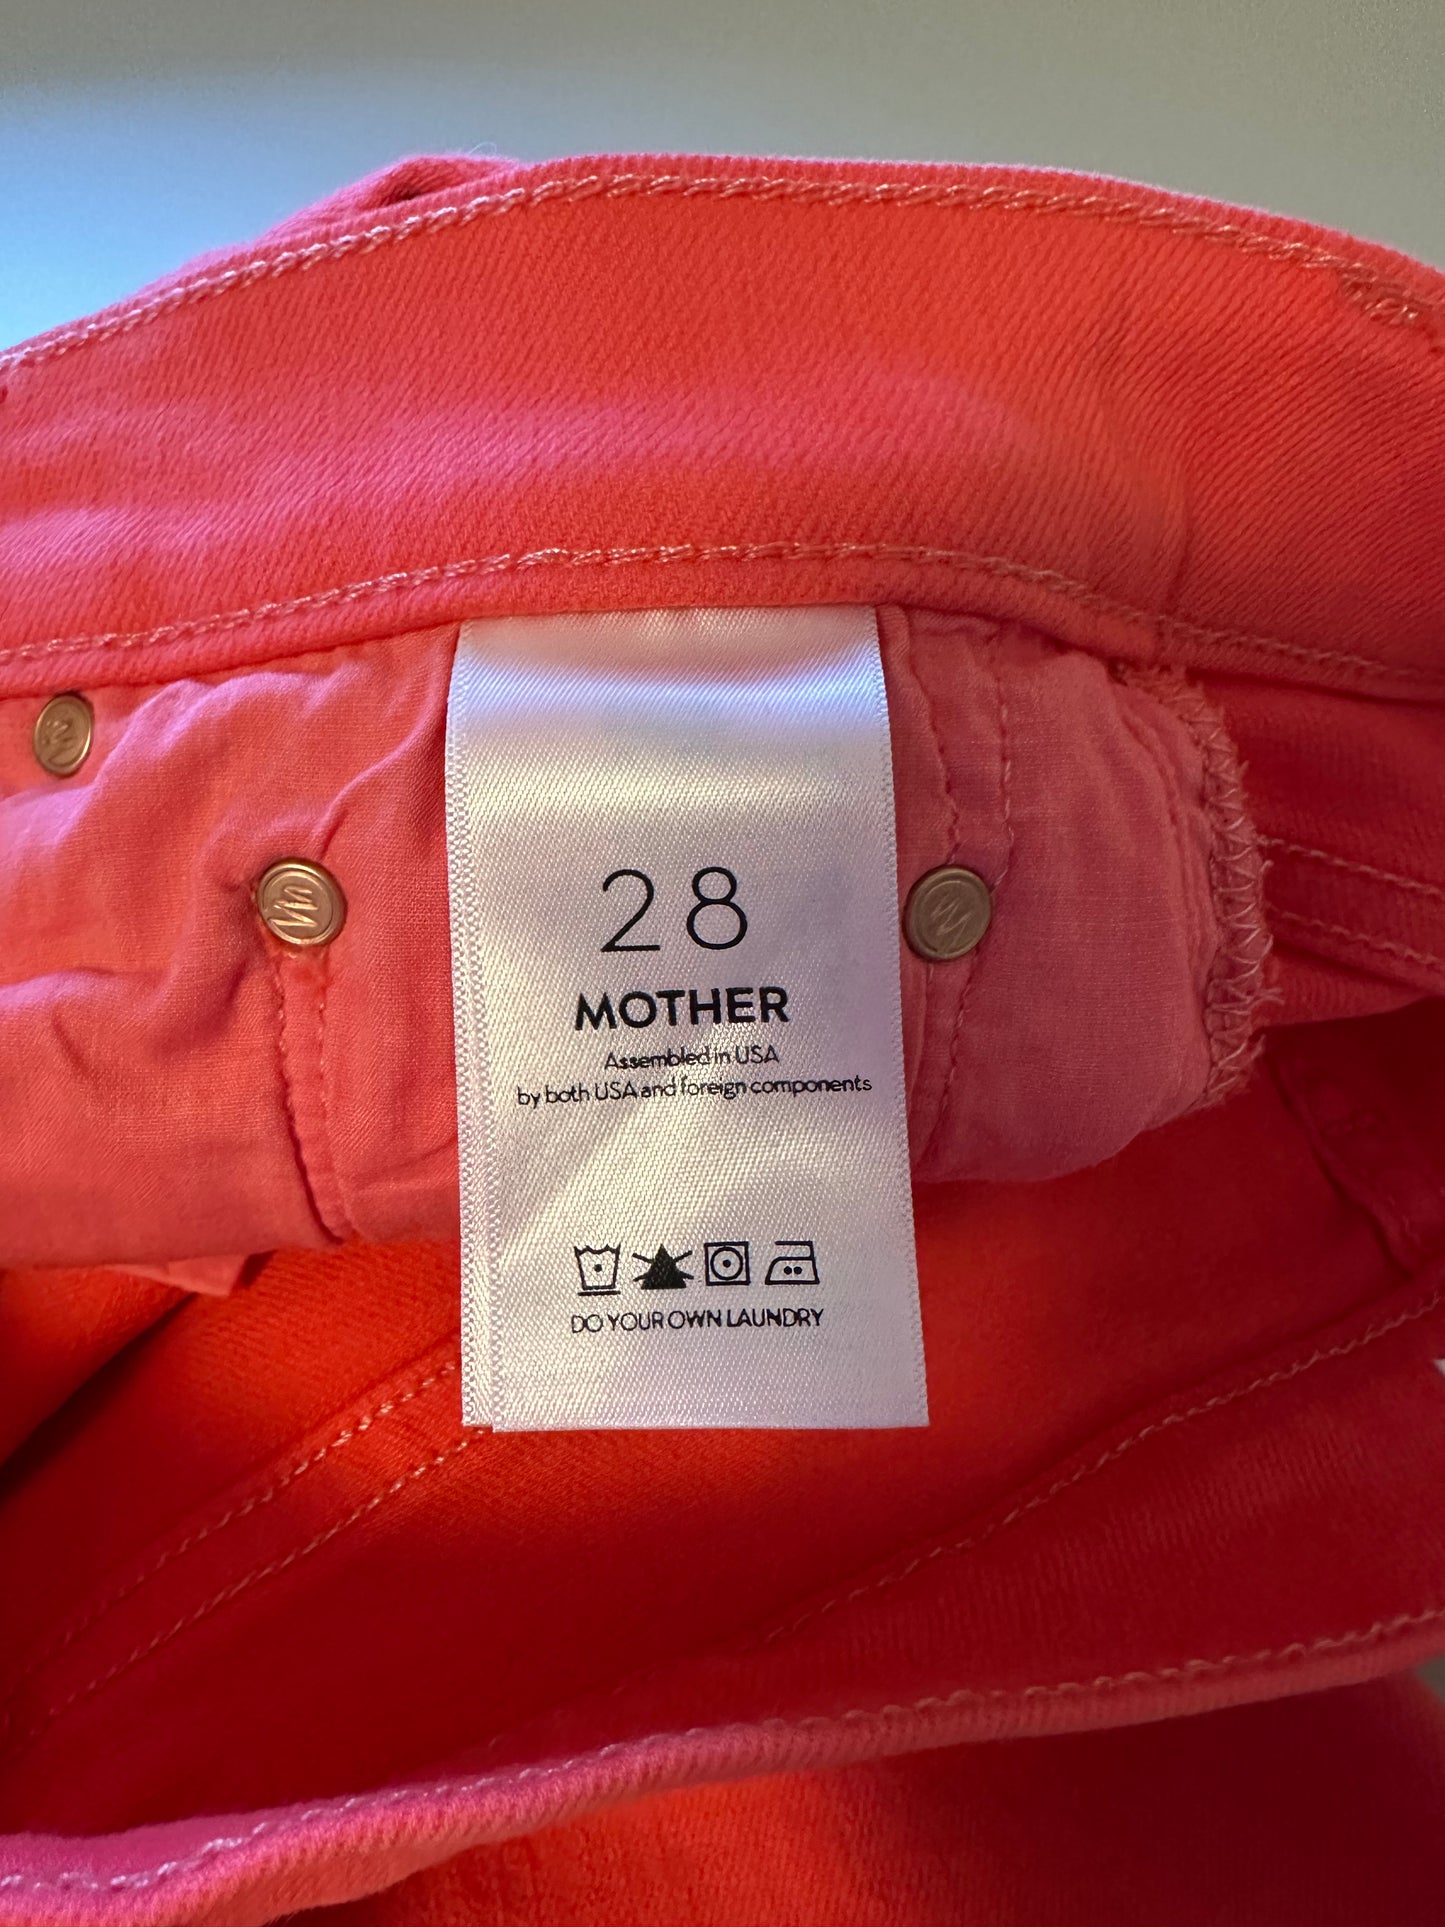 28
MOTHER
Assembled in USA
by both USA and foreign components
DO YOUR OWN LAUNDRY